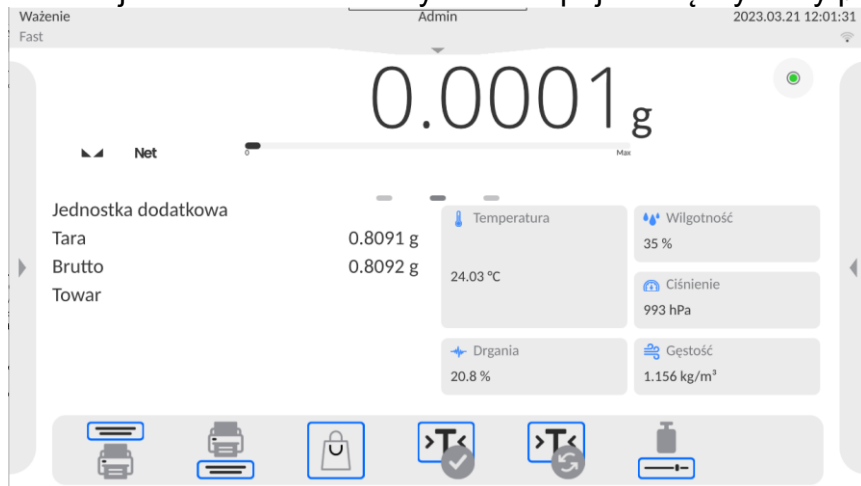 Ważenie Admin 2023.03.21 12:01:31
Fast
0.0001 g
Net 0 Max
Jednostka dodatkowa
Tara 0.8091 g
Brutto 0.8092 g
Towar
Temperatura
24.03 °C
Wilgotność
35 %
Ciśnienie
993 hPa
Drgania
20.8 %
Gęstość
1.156 kg/m³
>T<
>T<